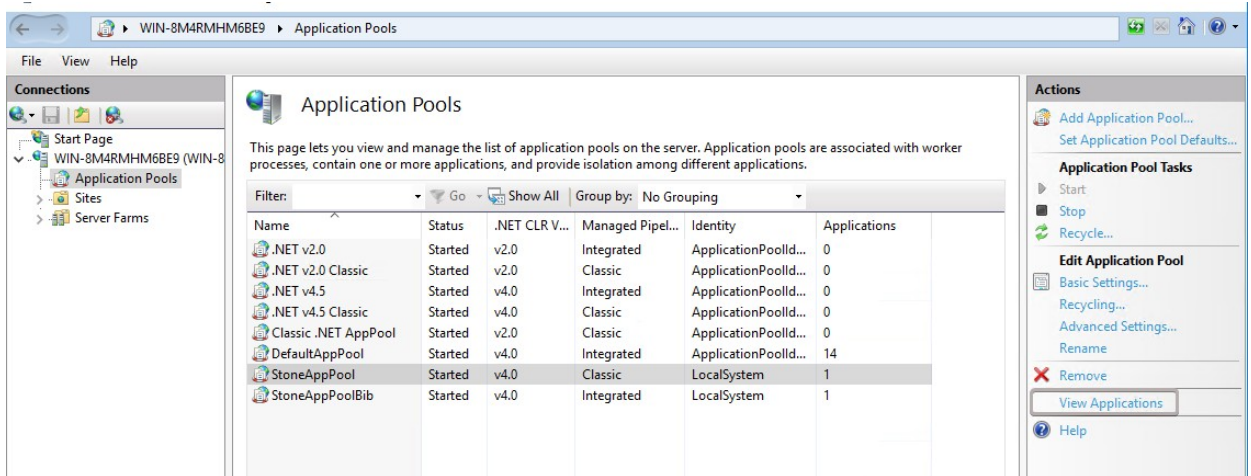 WIN-8M4RMHM6BE9 Application Pools
File View Help
Connections
Start Page
WIN-8M4RMHM6BE9 (WIN-8
Application Pools
Sites
Server Farms
Application Pools
This page lets you view and manage the list of application pools on the server. Application pools are associated with worker
processes, contain one or more applications, and provide isolation among different applications.
Filter: Go Show All Group by: No Grouping
Name Status .NET CLR V... Managed Pipel... Identity Applications
.NET v2.0 Started v2.0 Integrated ApplicationPoolId... 0
.NET v2.0 Classic Started v2.0 Classic ApplicationPoolId... 0
.NET v4.5 Started v4.0 Integrated ApplicationPoolId... 0
.NET v4.5 Classic Started v4.0 Classic ApplicationPoolId... 0
Classic .NET AppPool Started v2.0 Classic ApplicationPoolId... 0
DefaultAppPool Started v4.0 Integrated ApplicationPoolId... 14
StoneAppPool Started v4.0 Classic LocalSystem 1
StoneAppPoolBib Started v4.0 Integrated LocalSystem 1
Actions
Add Application Pool...
Set Application Pool Defaults...
Application Pool Tasks
Start
Stop
Recycle...
Edit Application Pool
Basic Settings...
Recycling...
Advanced Settings...
Rename
Remove
View Applications
Help